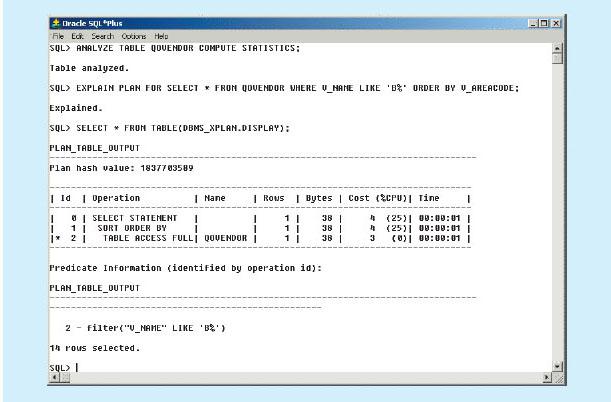 Oracle SQL*Plus
File Edit Search Options Help
SQL> ANALYZE TABLE QOVENDOR COMPUTE STATISTICS;
Table analyzed.
SQL> EXPLAIN PLAN FOR SELECT * FROM QOVENDOR WHERE V_NAME LIKE 'B%' ORDER BY V_AREACODE;
Explained.
SQL> SELECT * FROM TABLE(DBMS_XPLAN.DISPLAY);
PLAN_TABLE_OUTPUT
--------------------------------------------------------------------------------
Plan hash value: 1837703589
--------------------------------------------------------------------------------
| Id | Operation | Name | Rows | Bytes | Cost (%CPU)| Time |
--------------------------------------------------------------------------------
| 0 | SELECT STATEMENT | | 1 | 38 | 4 (25)| 00:00:01 |
| 1 | SORT ORDER BY | | 1 | 38 | 4 (25)| 00:00:01 |
|* 2 | TABLE ACCESS FULL| QOVENDOR | 1 | 38 | 3 (0)| 00:00:01 |
--------------------------------------------------------------------------------
Predicate Information (identified by operation id):
PLAN_TABLE_OUTPUT
--------------------------------------------------------------------------------
---------------------------------------------------
2 - filter("V_NAME" LIKE 'B%')
14 rows selected.
SQL>